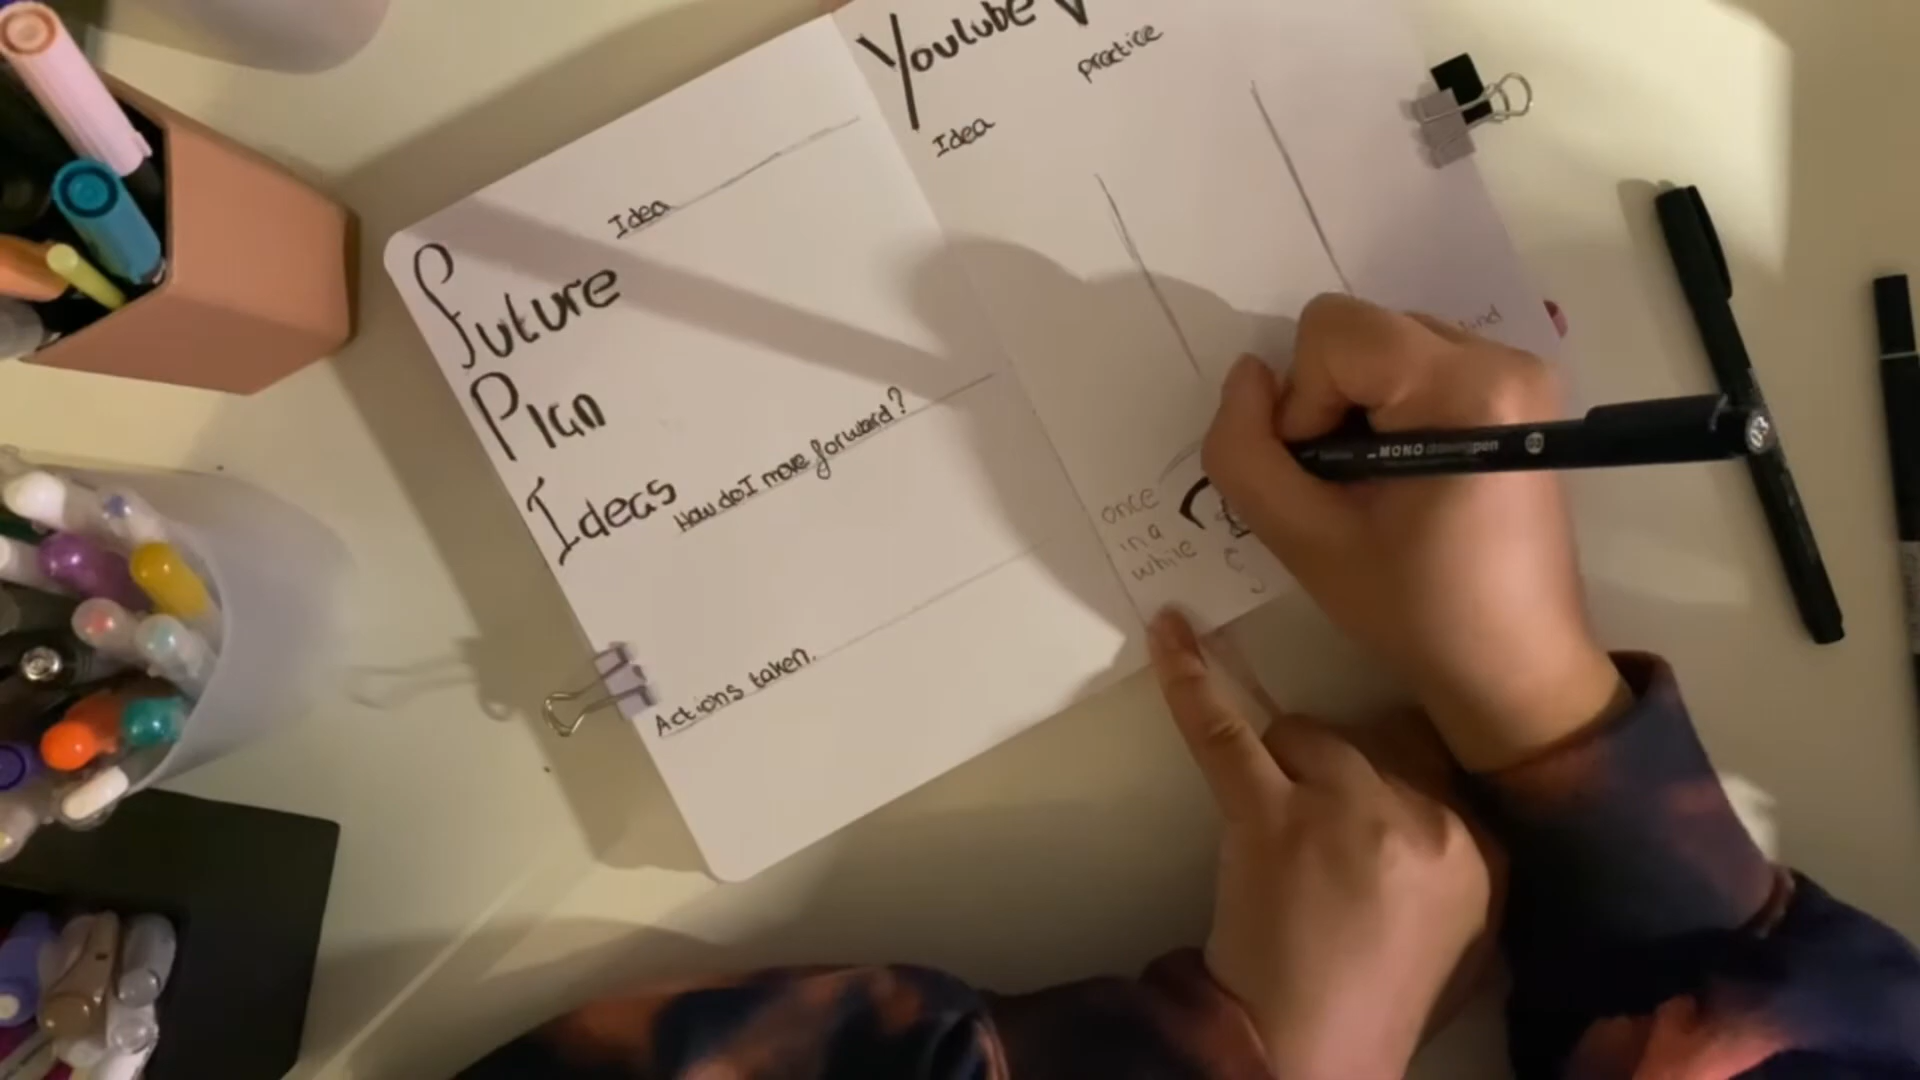 Idea
Future
Plan
Ideas
How do I move forward?
Actions taken.
Youtube
practice
Idea
once
in a
while
MONO drawing pen
03